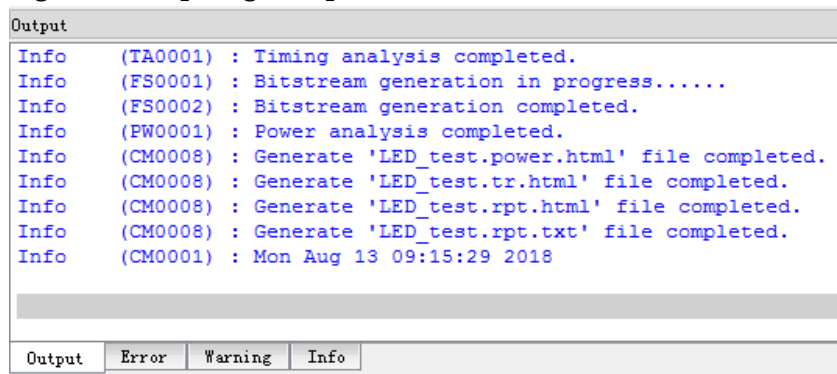 Output
Info (TA0001) : Timing analysis completed.
Info (FS0001) : Bitstream generation in progress......
Info (FS0002) : Bitstream generation completed.
Info (PW0001) : Power analysis completed.
Info (CM0008) : Generate 'LED_test.power.html' file completed.
Info (CM0008) : Generate 'LED_test.tr.html' file completed.
Info (CM0008) : Generate 'LED_test.rpt.html' file completed.
Info (CM0008) : Generate 'LED_test.rpt.txt' file completed.
Info (CM0001) : Mon Aug 13 09:15:29 2018
Output Error Warning Info